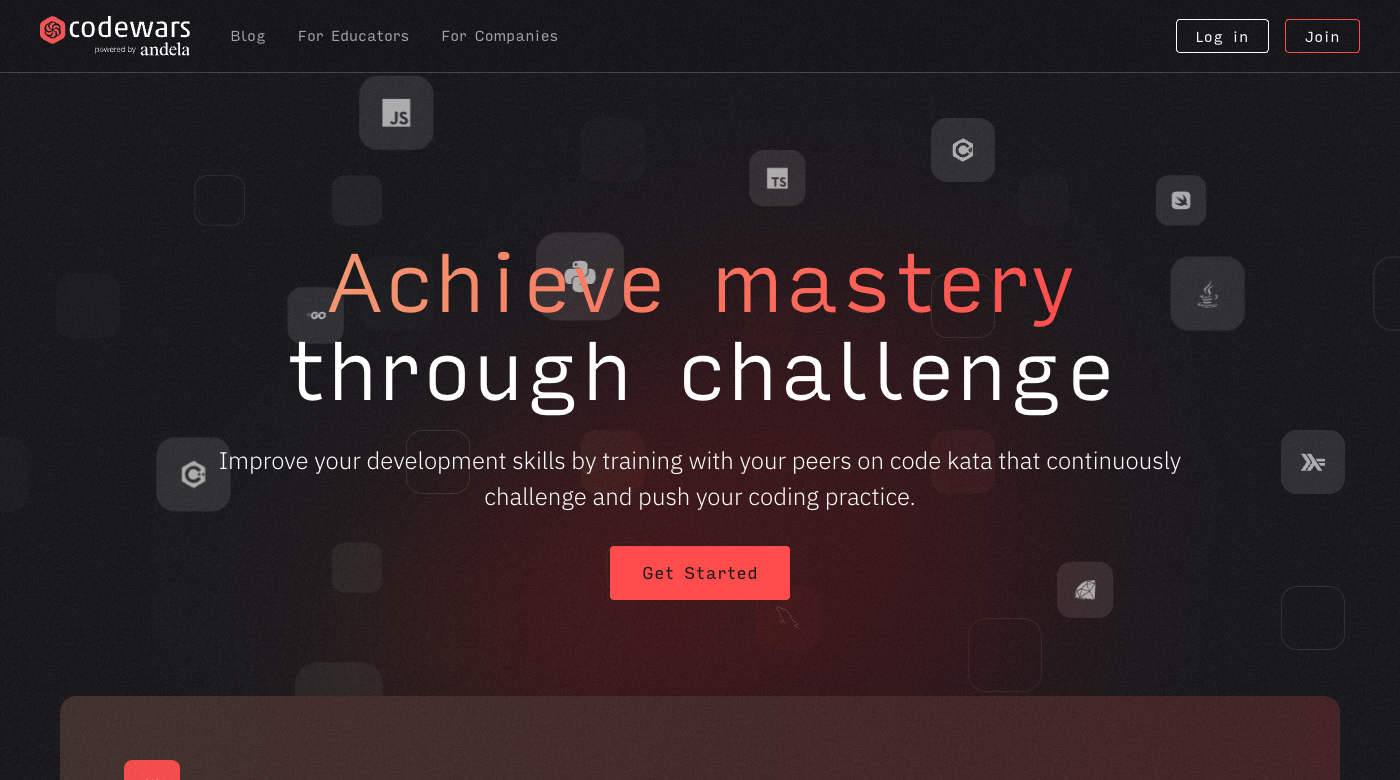 codewars
powered by andela
Blog
For Educators
For Companies
Log in
Join
JS
TS
GO
Achieve mastery
through challenge
Improve your development skills by training with your peers on code kata that continuously
challenge and push your coding practice.
Get Started